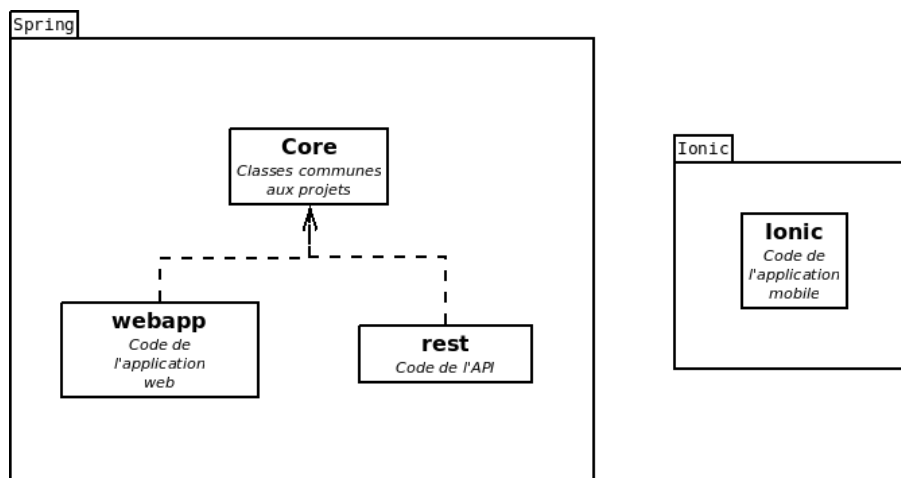 Spring
Core
Classes communes
aux projets
webapp
Code de
l'application
web
rest
Code de l'API
Ionic
Ionic
Code de
l'application
mobile